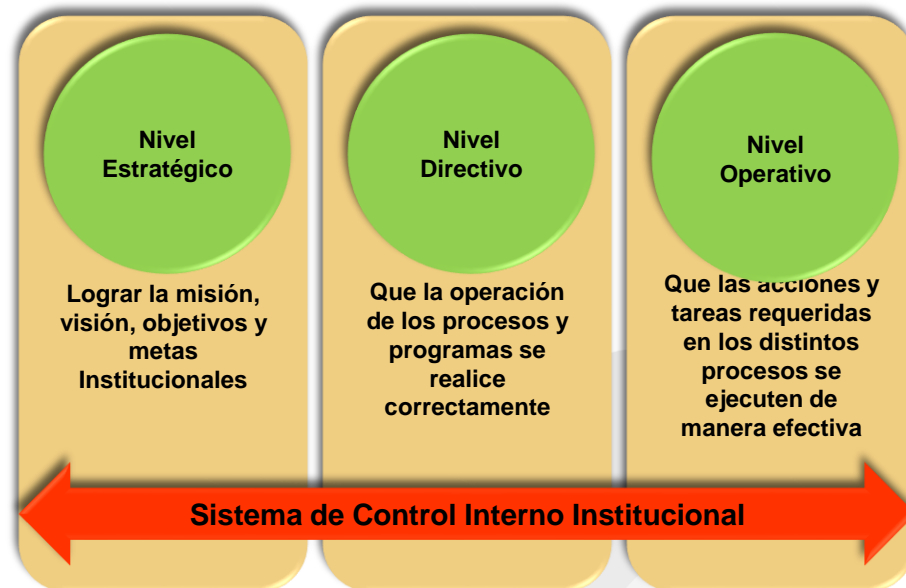 Nivel
Estratégico
Lograr la misión,
visión, objetivos y
metas
Institucionales
Nivel
Directivo
Que la operación
de los procesos y
programas se
realice
correctamente
Nivel
Operativo
Que las acciones y
tareas requeridas
en los distintos
procesos se
ejecuten de
manera efectiva
Sistema de Control Interno Institucional